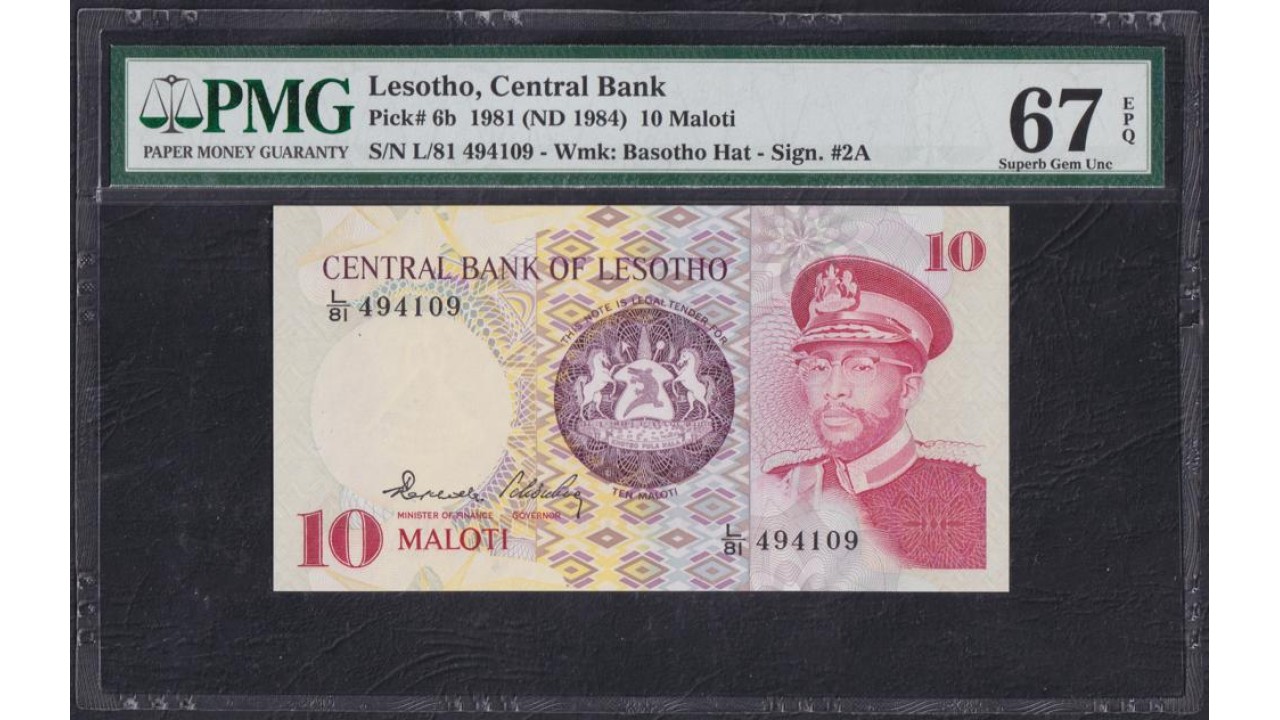 PMG
PAPER MONEY GUARANTY
Lesotho, Central Bank
Pick# 6b 1981 (ND 1984) 10 Maloti
S/N L/81 494109 - Wmk: Basotho Hat - Sign. #2A
67
EPQ
Superb Gem Unc
CENTRAL BANK OF LESOTHO
10
L/81 494109
THIS NOTE IS LEGAL TENDER FOR
TEN MALOTI
MINISTER OF FINANCE GOVERNOR
10 MALOTI
L/81 494109